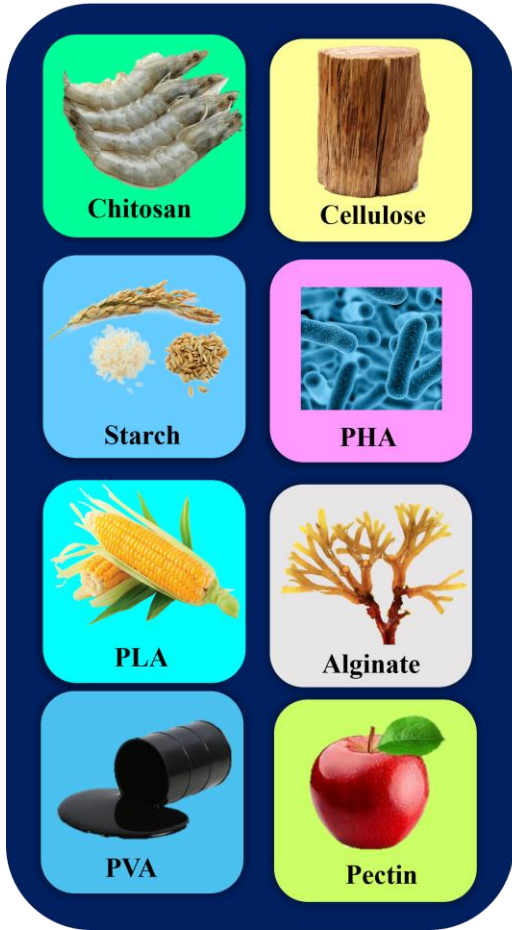 Chitosan
Cellulose
Starch
PHA
PLA
Alginate
PVA
Pectin